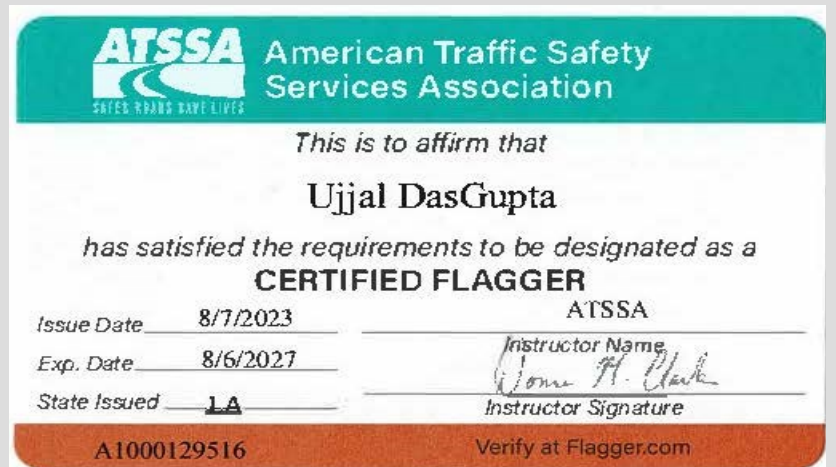 ATSSA
SAFER ROADS SAVE LIVES
American Traffic Safety
Services Association
This is to affirm that
Ujjal DasGupta
has satisfied the requirements to be designated as a
CERTIFIED FLAGGER
Issue Date 8/7/2023
ATSSA
Instructor Name
Exp. Date 8/6/2027
Donna H. Clark
State Issued LA
Instructor Signature
A1000129516
Verify at Flagger.com